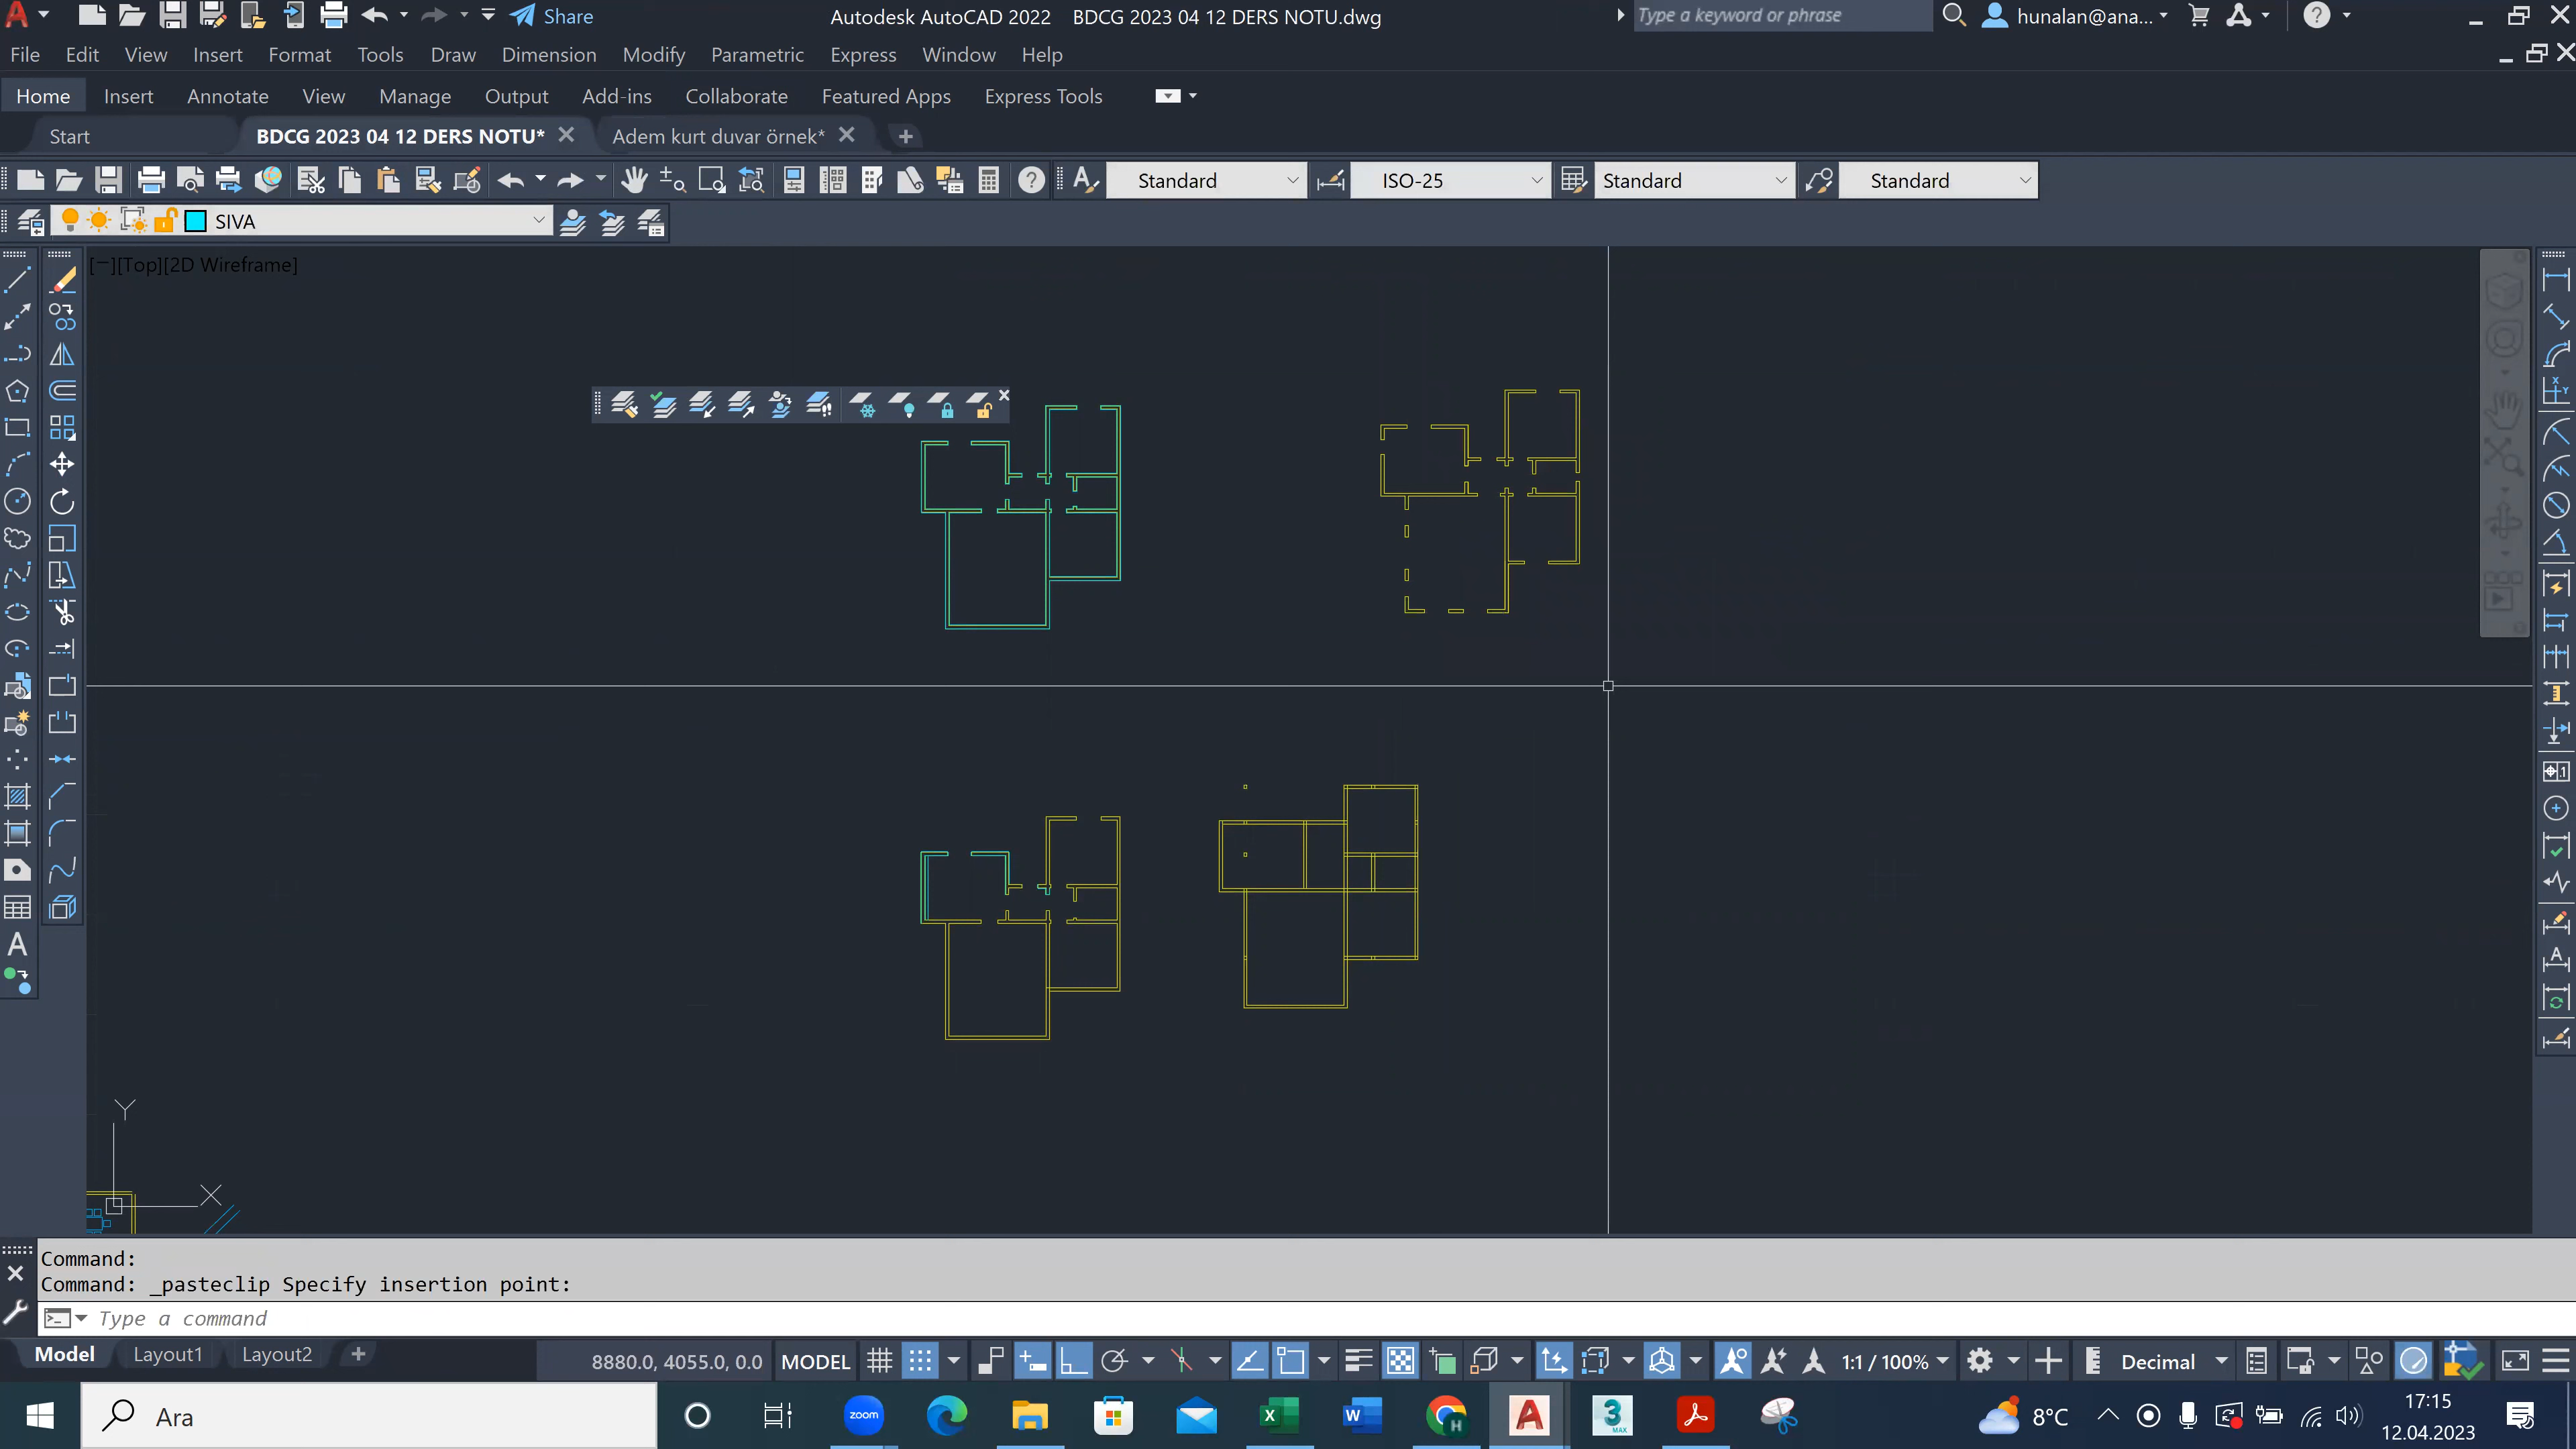 Share
Autodesk AutoCAD 2022 BDCG 2023 04 12 DERS NOTU.dwg
Type a keyword or phrase
hunalan@ana...
File Edit View Insert Format Tools Draw Dimension Modify Parametric Express Window Help
Home Insert Annotate View Manage Output Add-ins Collaborate Featured Apps Express Tools
Start BDCG 2023 04 12 DERS NOTU* Adem kurt duvar örnek*
Standard ISO-25 Standard Standard
SIVA
[−][Top][2D Wireframe]
Y
X
Command:
Command: _pasteclip Specify insertion point:
Type a command
Model Layout1 Layout2
8880.0, 4055.0, 0.0 MODEL 1:1 / 100% Decimal
Ara
zoom
8°C
17:15
12.04.2023